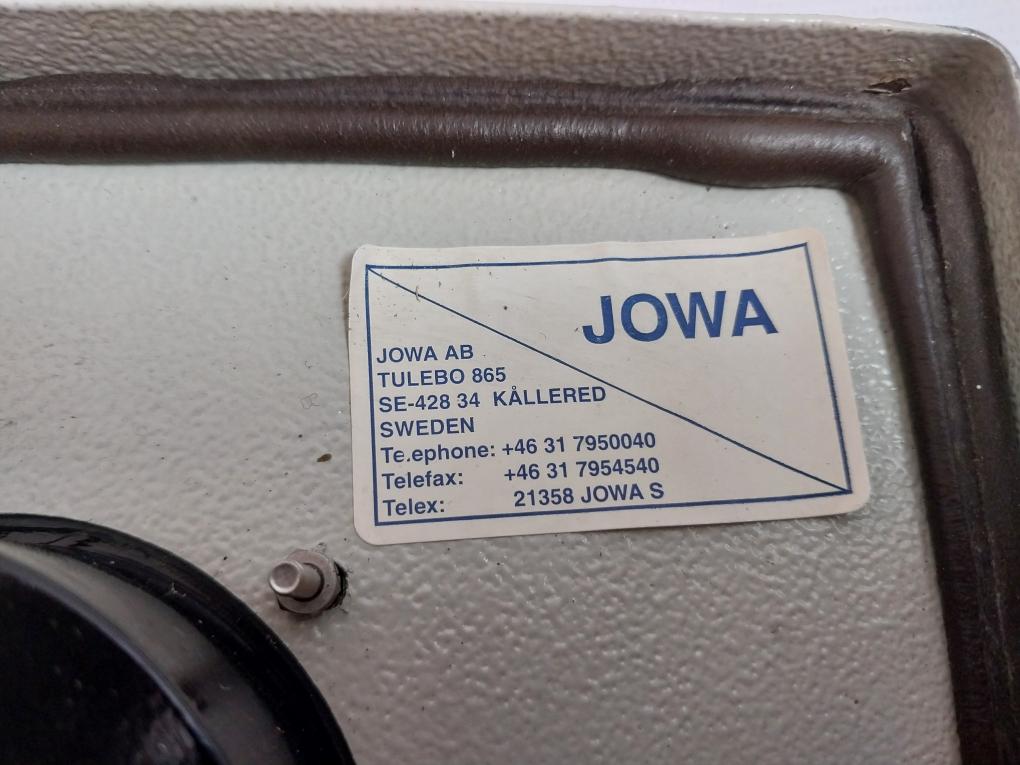 JOWA
JOWA AB
TULEBO 865
SE-428 34 KÅLLERED
SWEDEN
Te.ephone: +46 31 7950040
Telefax: +46 31 7954540
Telex: 21358 JOWA S